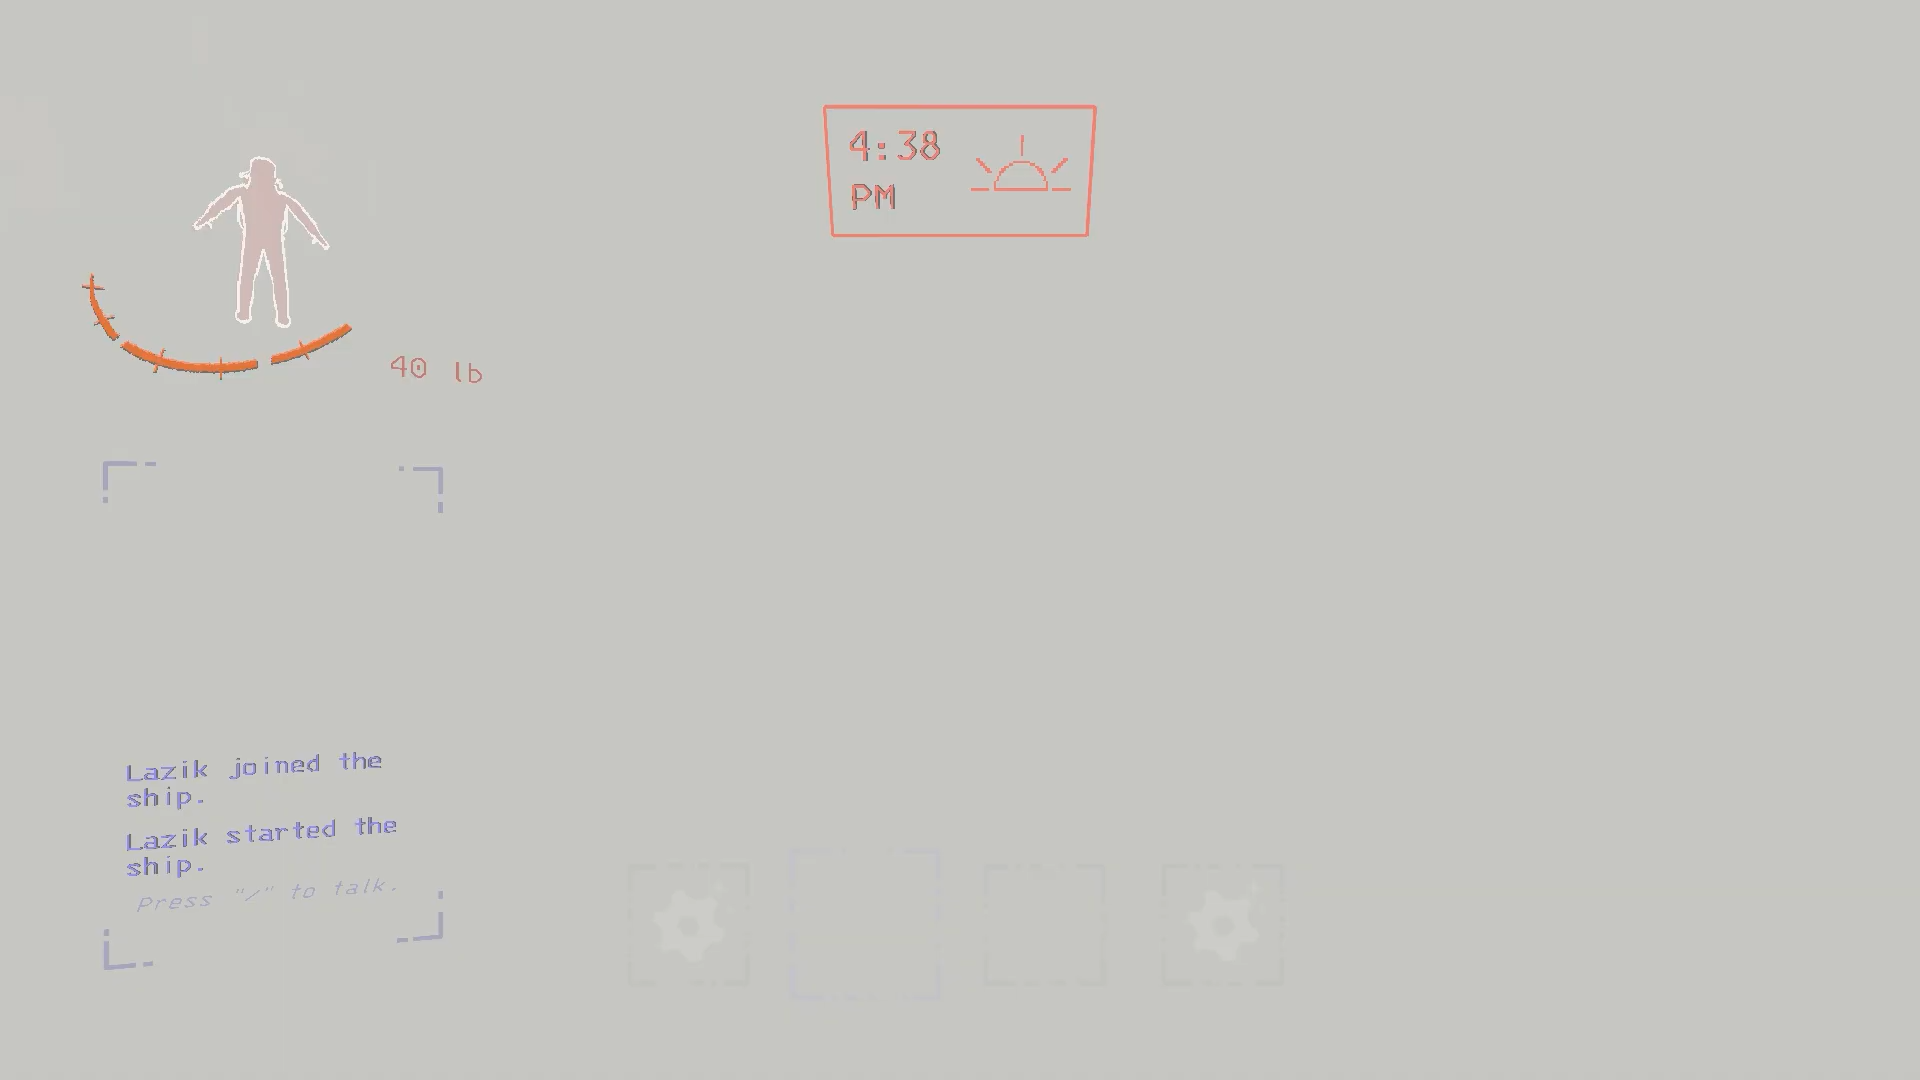 4:38
PM
40 lb
Lazik joined the
ship.
Lazik started the
ship.
Press "/" to talk.